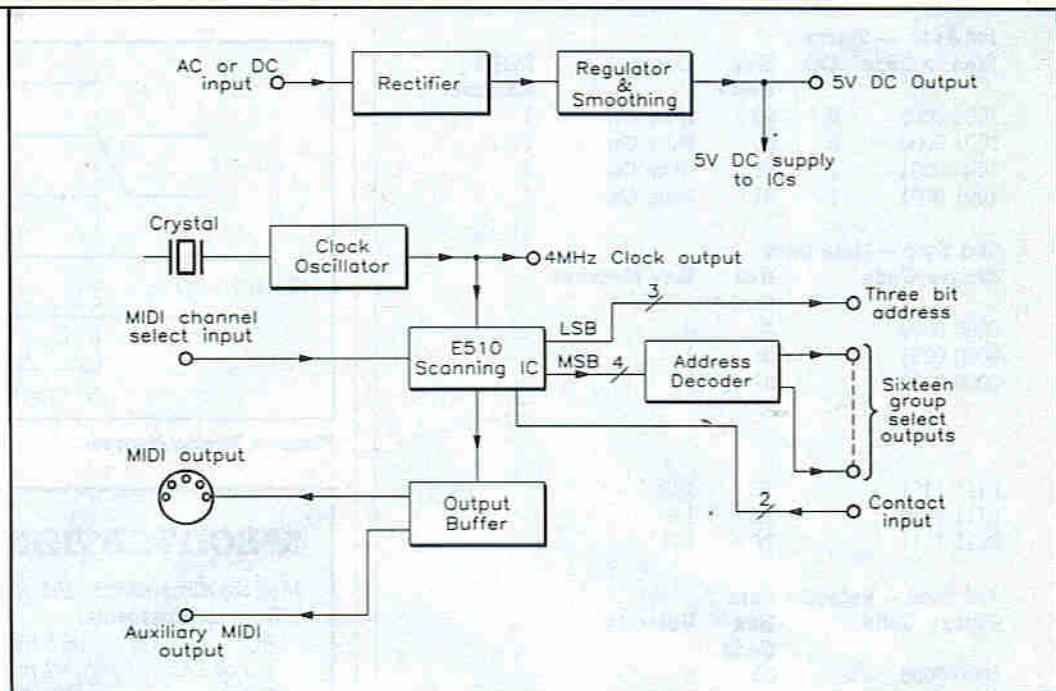 AC or DC
input
Rectifier
Regulator
&
Smoothing
5V DC Output
5V DC supply
to ICs
Crystal
Clock
Oscillator
4MHz Clock output
MIDI channel
select input
E510
Scanning IC
LSB
3
Three bit
address
MSB
4
Address
Decoder
Sixteen
group
select
outputs
MIDI output
Output
Buffer
2
Contact
input
Auxiliary MIDI
output